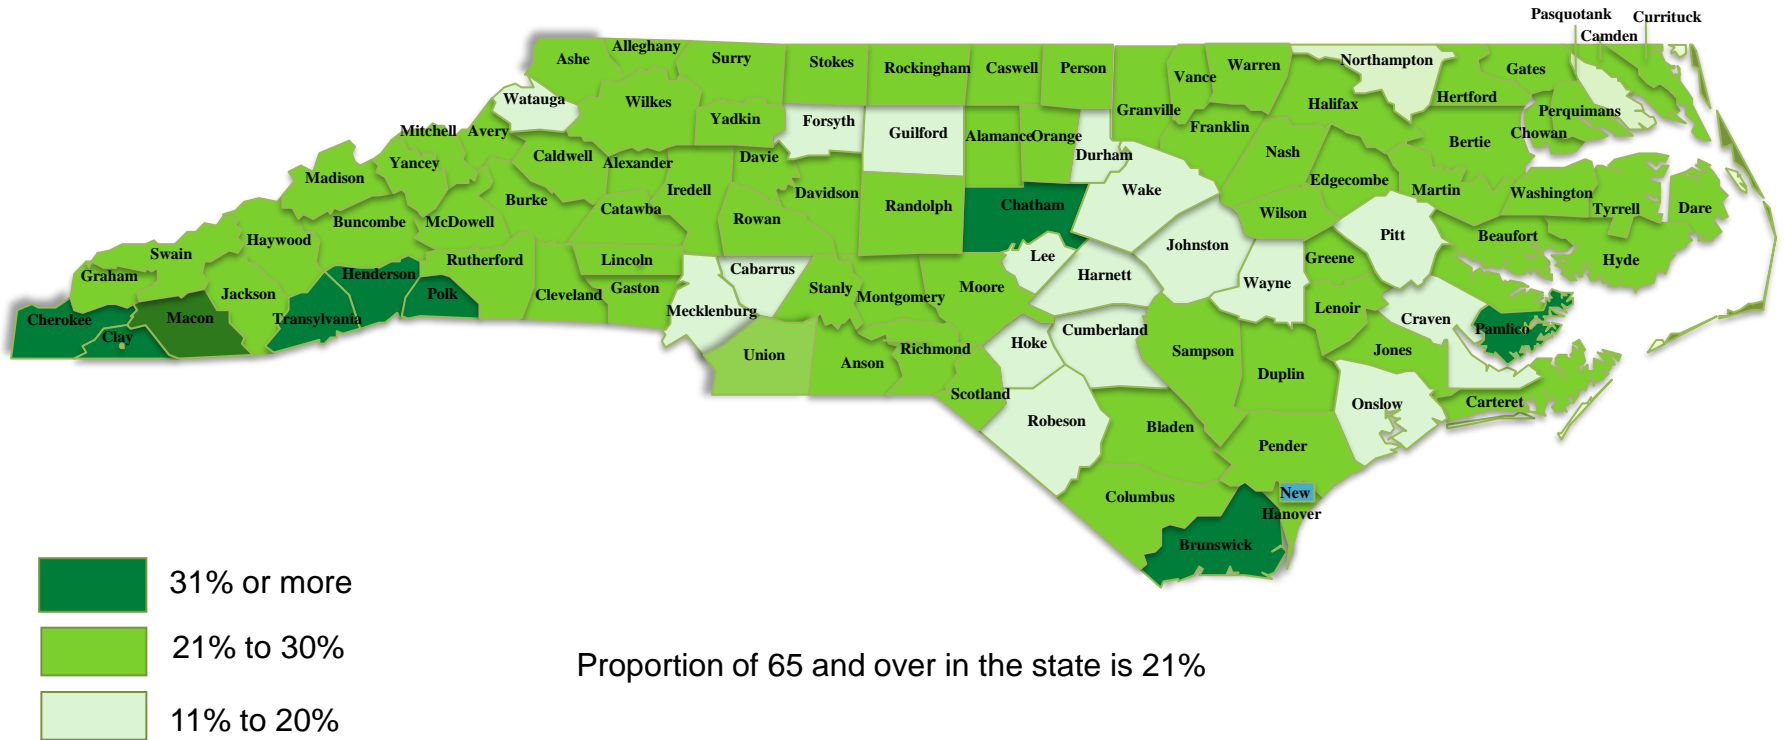 Pasquotank
Currituck
Camden
Ashe
Alleghany
Surry
Stokes
Rockingham
Caswell
Person
Granville
Vance
Warren
Northampton
Halifax
Hertford
Gates
Perquimans
Chowan
Bertie
Watauga
Wilkes
Yadkin
Forsyth
Guilford
Alamance
Orange
Durham
Franklin
Nash
Edgecombe
Martin
Washington
Tyrrell
Dare
Mitchell
Avery
Yancey
Caldwell
Alexander
Davie
Iredell
Davidson
Randolph
Chatham
Wake
Wilson
Pitt
Beaufort
Hyde
Madison
Buncombe
McDowell
Burke
Catawba
Rowan
Haywood
Swain
Graham
Rutherford
Lincoln
Cabarrus
Lee
Harnett
Johnston
Wayne
Greene
Lenoir
Craven
Pamlico
Jackson
Henderson
Polk
Cleveland
Gaston
Mecklenburg
Stanly
Montgomery
Moore
Cherokee
Clay
Macon
Transylvania
Union
Anson
Richmond
Scotland
Hoke
Cumberland
Sampson
Duplin
Jones
Onslow
Carteret
Robeson
Bladen
Pender
Columbus
New
Hanover
Brunswick
31% or more
21% to 30%
Proportion of 65 and over in the state is 21%
11% to 20%